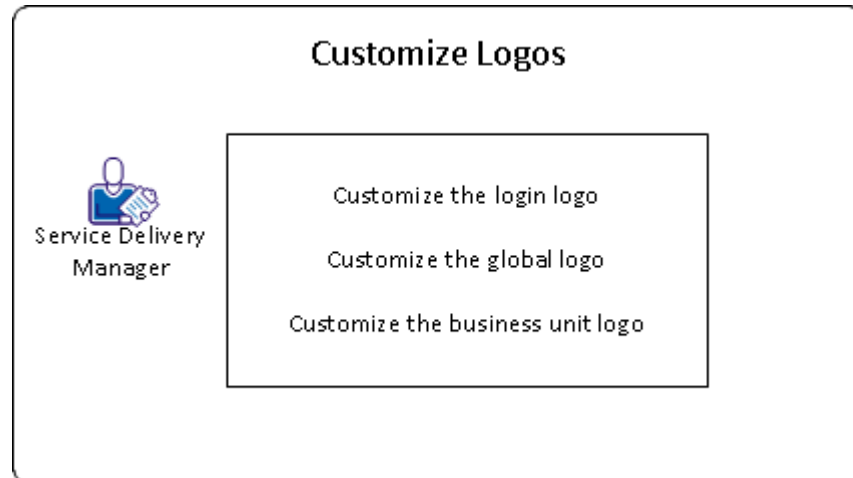 Customize Logos
Service Delivery
Manager
Customize the login logo
Customize the global logo
Customize the business unit logo